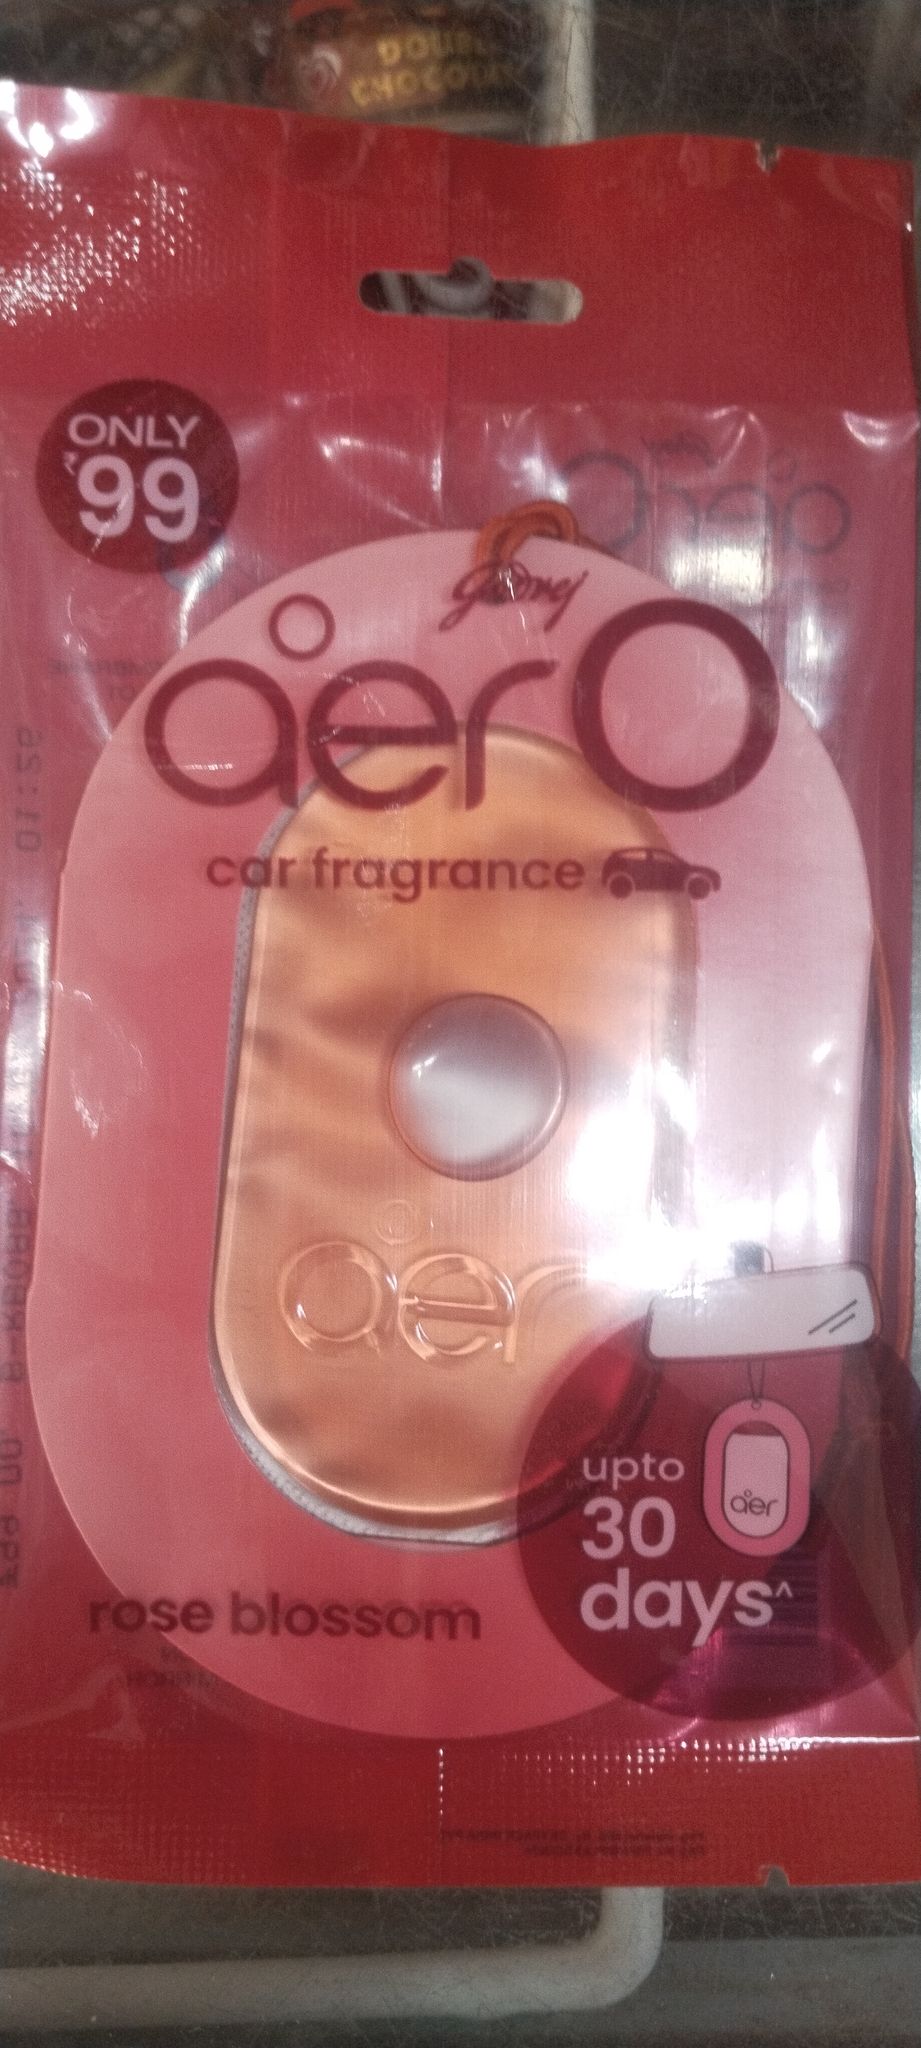 DOUBLE
CHOCOLATE
ONLY
₹99
Godrej
aer O
car fragrance
aer
upto
30
days^
aer
rose blossom